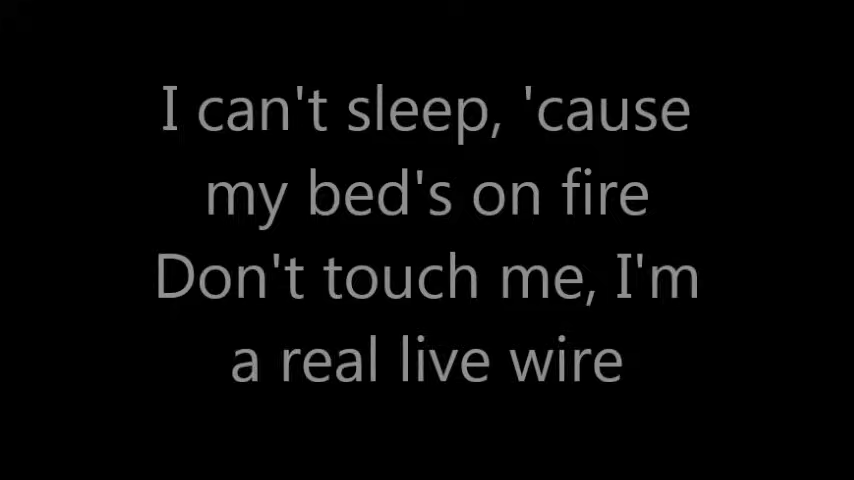 I can't sleep, 'cause
my bed's on fire
Don't touch me, I'm
a real live wire